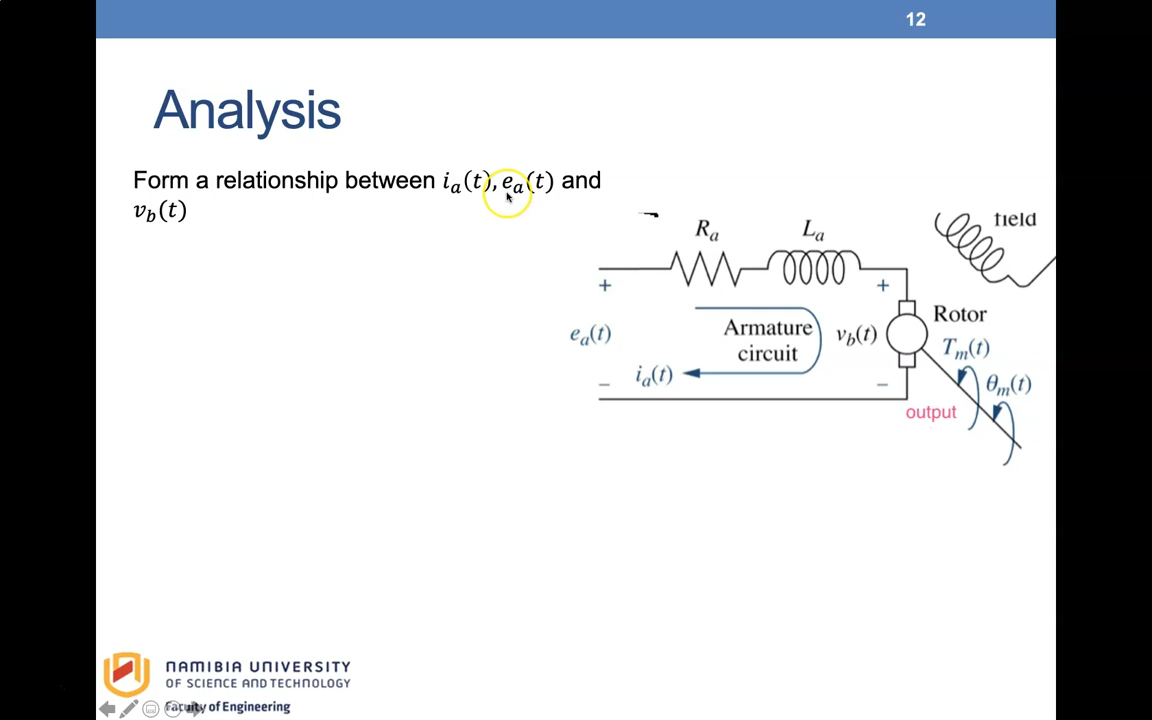 12
Analysis
Form a relationship between i_a(t), e_a(t) and
v_b(t)
R_a
L_a
field
+
+
Rotor
e_a(t)
Armature
circuit
v_b(t)
T_m(t)
i_a(t)
θ_m(t)
–
–
output
NAMIBIA UNIVERSITY
OF SCIENCE AND TECHNOLOGY
Faculty of Engineering